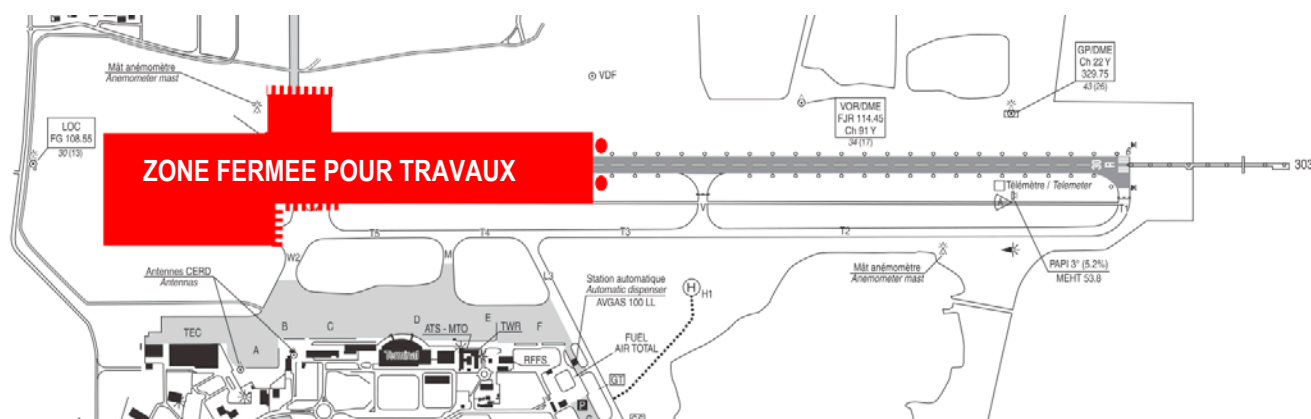 Mât anémomètre
Anemometer mast
LOC
FG 108.55
30 (13)
ZONE FERMEE POUR TRAVAUX
VDF
VOR/DME
FJR 114.45
Ch 91 Y
34 (17)
GP/DME
Ch 22 Y
329.75
43 (26)
30
R
303
Télémètre / Telemeter
A
V
T1
T5
T4
T3
T2
PAPI 3° (5.2%)
MEHT 53.8
Mât anémomètre
Anemometer mast
W2
M
Antennes CERD
Antennas
Station automatique
Automatic dispenser
AVGAS 100 LL
H
H1
TEC
A
B
C
D
E
F
ATS - MTO
TWR
Terminal
RFFS
FUEL
AIR TOTAL
GT
P